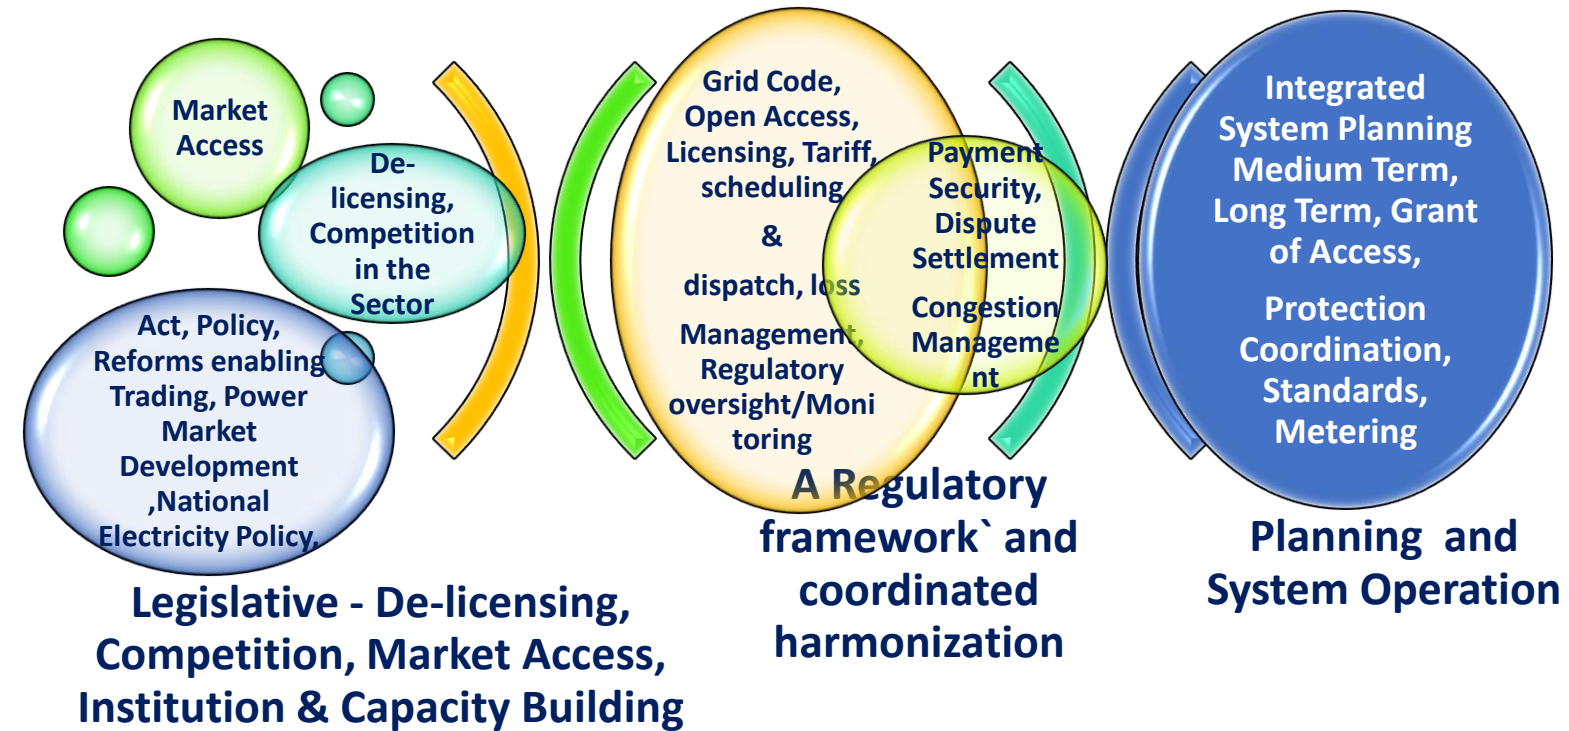 Market
Access
De-
licensing,
Competition
in the
Sector
Act, Policy,
Reforms enabling
Trading, Power
Market
Development
,National
Electricity Policy,
Legislative - De-licensing,
Competition, Market Access,
Institution & Capacity Building
Grid Code,
Open Access,
Licensing, Tariff,
scheduling
&
dispatch, loss
Management,
Regulatory
oversight/Moni
toring
Payment
Security,
Dispute
Settlement
Congestion
Manageme
nt
A Regulatory
framework` and
coordinated
harmonization
Integrated
System Planning
Medium Term,
Long Term, Grant
of Access,
Protection
Coordination,
Standards,
Metering
Planning and
System Operation